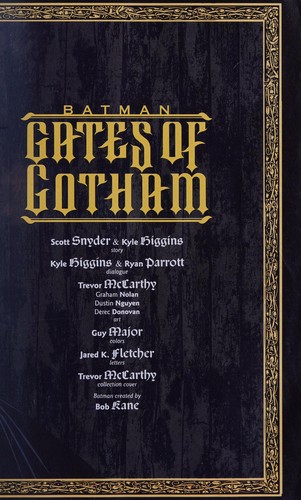 BATMAN
GATES OF
GOTHAM
Scott Snyder & Kyle Higgins
story
Kyle Higgins & Ryan Parrott
dialogue
Trevor McCarthy
Graham Nolan
Dustin Nguyen
Derec Donovan
art
Guy Major
colors
Jared K. Fletcher
letters
Trevor McCarthy
collection cover
Batman created by
Bob Kane